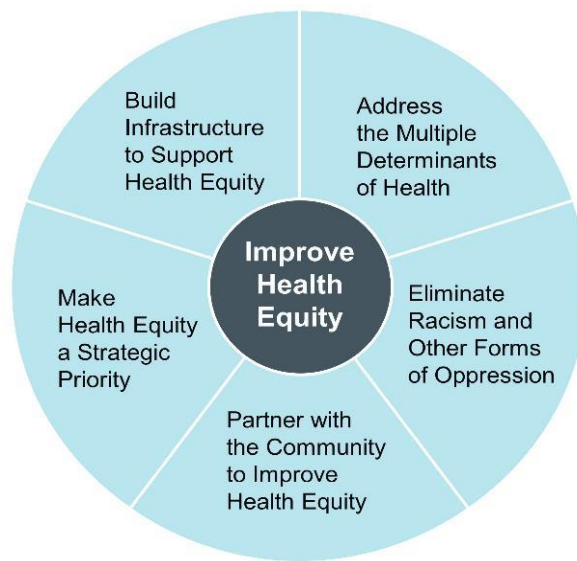 Build
Infrastructure
to Support
Health Equity
Address
the Multiple
Determinants
of Health
Improve
Health
Equity
Make
Health Equity
a Strategic
Priority
Eliminate
Racism and
Other Forms
of Oppression
Partner with
the Community
to Improve
Health Equity